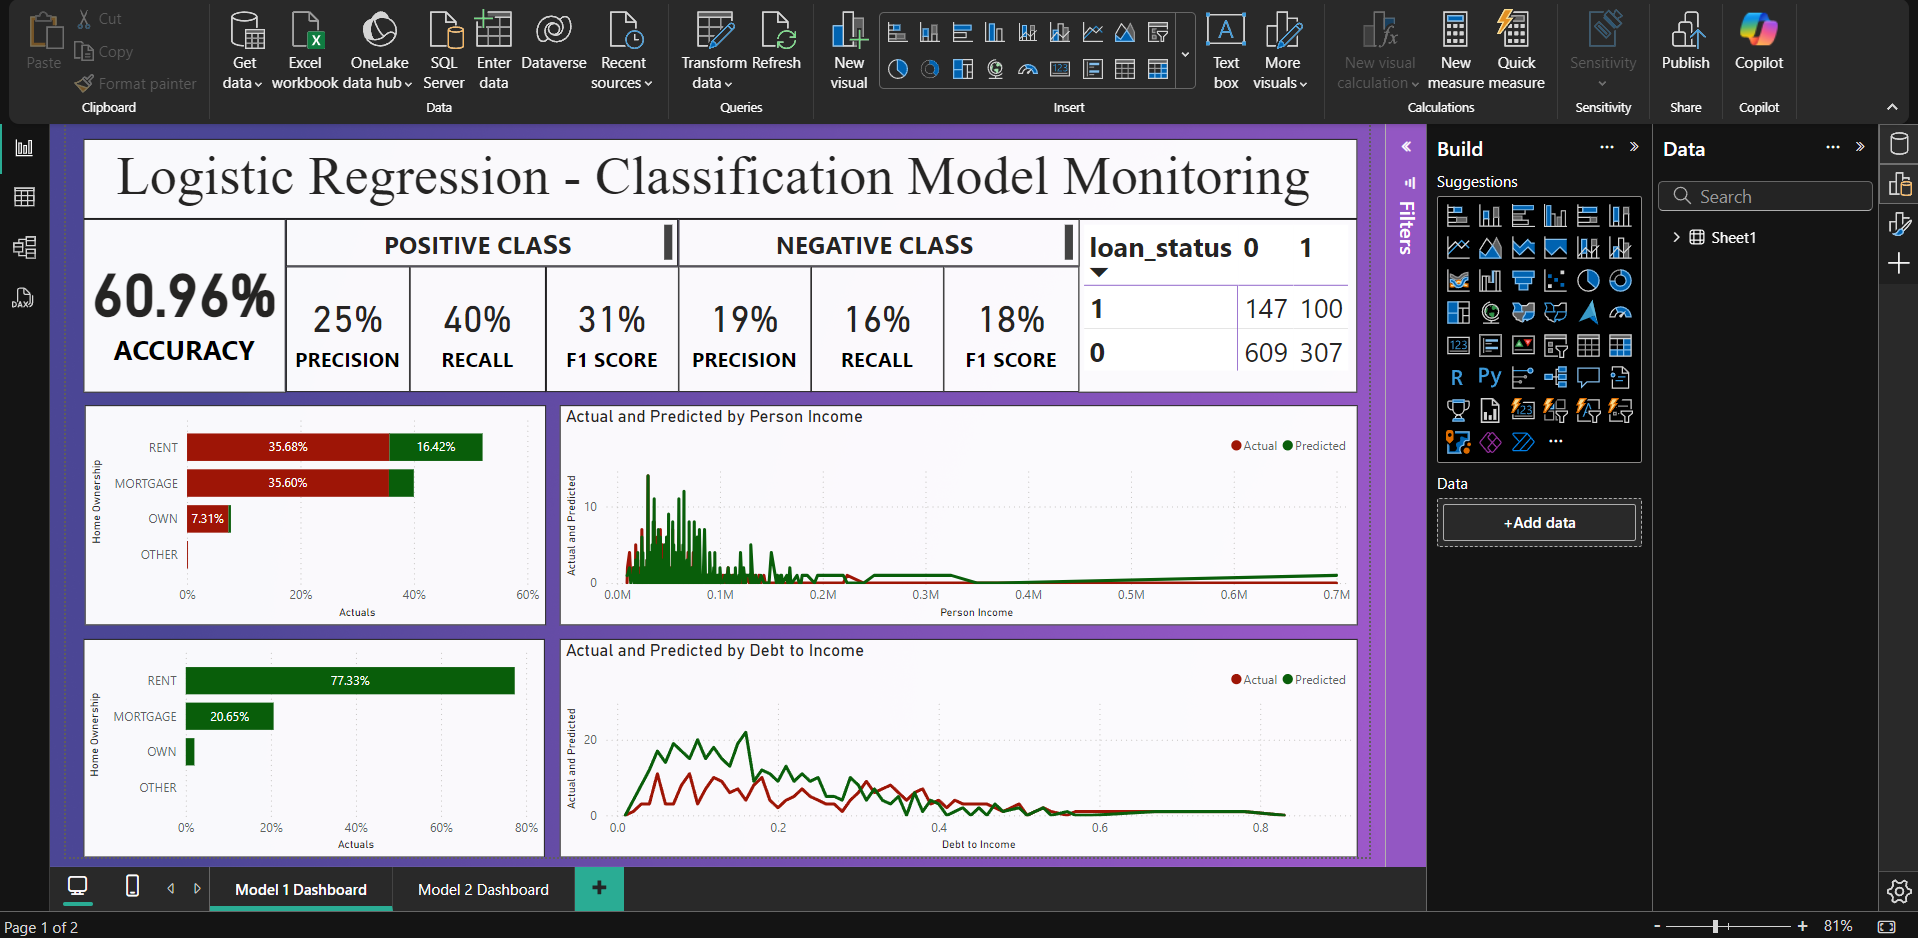 Paste
Cut
Copy
Format painter
Clipboard
Get data
Excel workbook
OneLake data hub
SQL Server
Enter data
Dataverse
Recent sources
Data
Transform data
Refresh
Queries
New visual
Text box
More visuals
Insert
New visual calculation
New measure
Quick measure
Calculations
Sensitivity
Sensitivity
Publish
Share
Copilot
Copilot
Logistic Regression - Classification Model Monitoring
60.96%
ACCURACY
POSITIVE CLASS
25%
PRECISION
40%
RECALL
31%
F1 SCORE
NEGATIVE CLASS
19%
PRECISION
16%
RECALL
18%
F1 SCORE
loan_status 0 1
1 147 100
0 609 307
Home Ownership
RENT 35.68% 16.42%
MORTGAGE 35.60%
OWN 7.31%
OTHER
0% 20% 40% 60%
Actuals
Actual and Predicted by Person Income
Actual Predicted
Actual and Predicted
10
0
0.0M 0.1M 0.2M 0.3M 0.4M 0.5M 0.6M 0.7M
Person Income
Home Ownership
RENT 77.33%
MORTGAGE 20.65%
OWN
OTHER
0% 20% 40% 60% 80%
Actuals
Actual and Predicted by Debt to Income
Actual Predicted
Actual and Predicted
20
0
0.0 0.2 0.4 0.6 0.8
Debt to Income
Filters
Build
Suggestions
123
R Py
Data
+Add data
Data
Search
Sheet1
DAX
Model 1 Dashboard
Model 2 Dashboard
+
Page 1 of 2
- + 81%